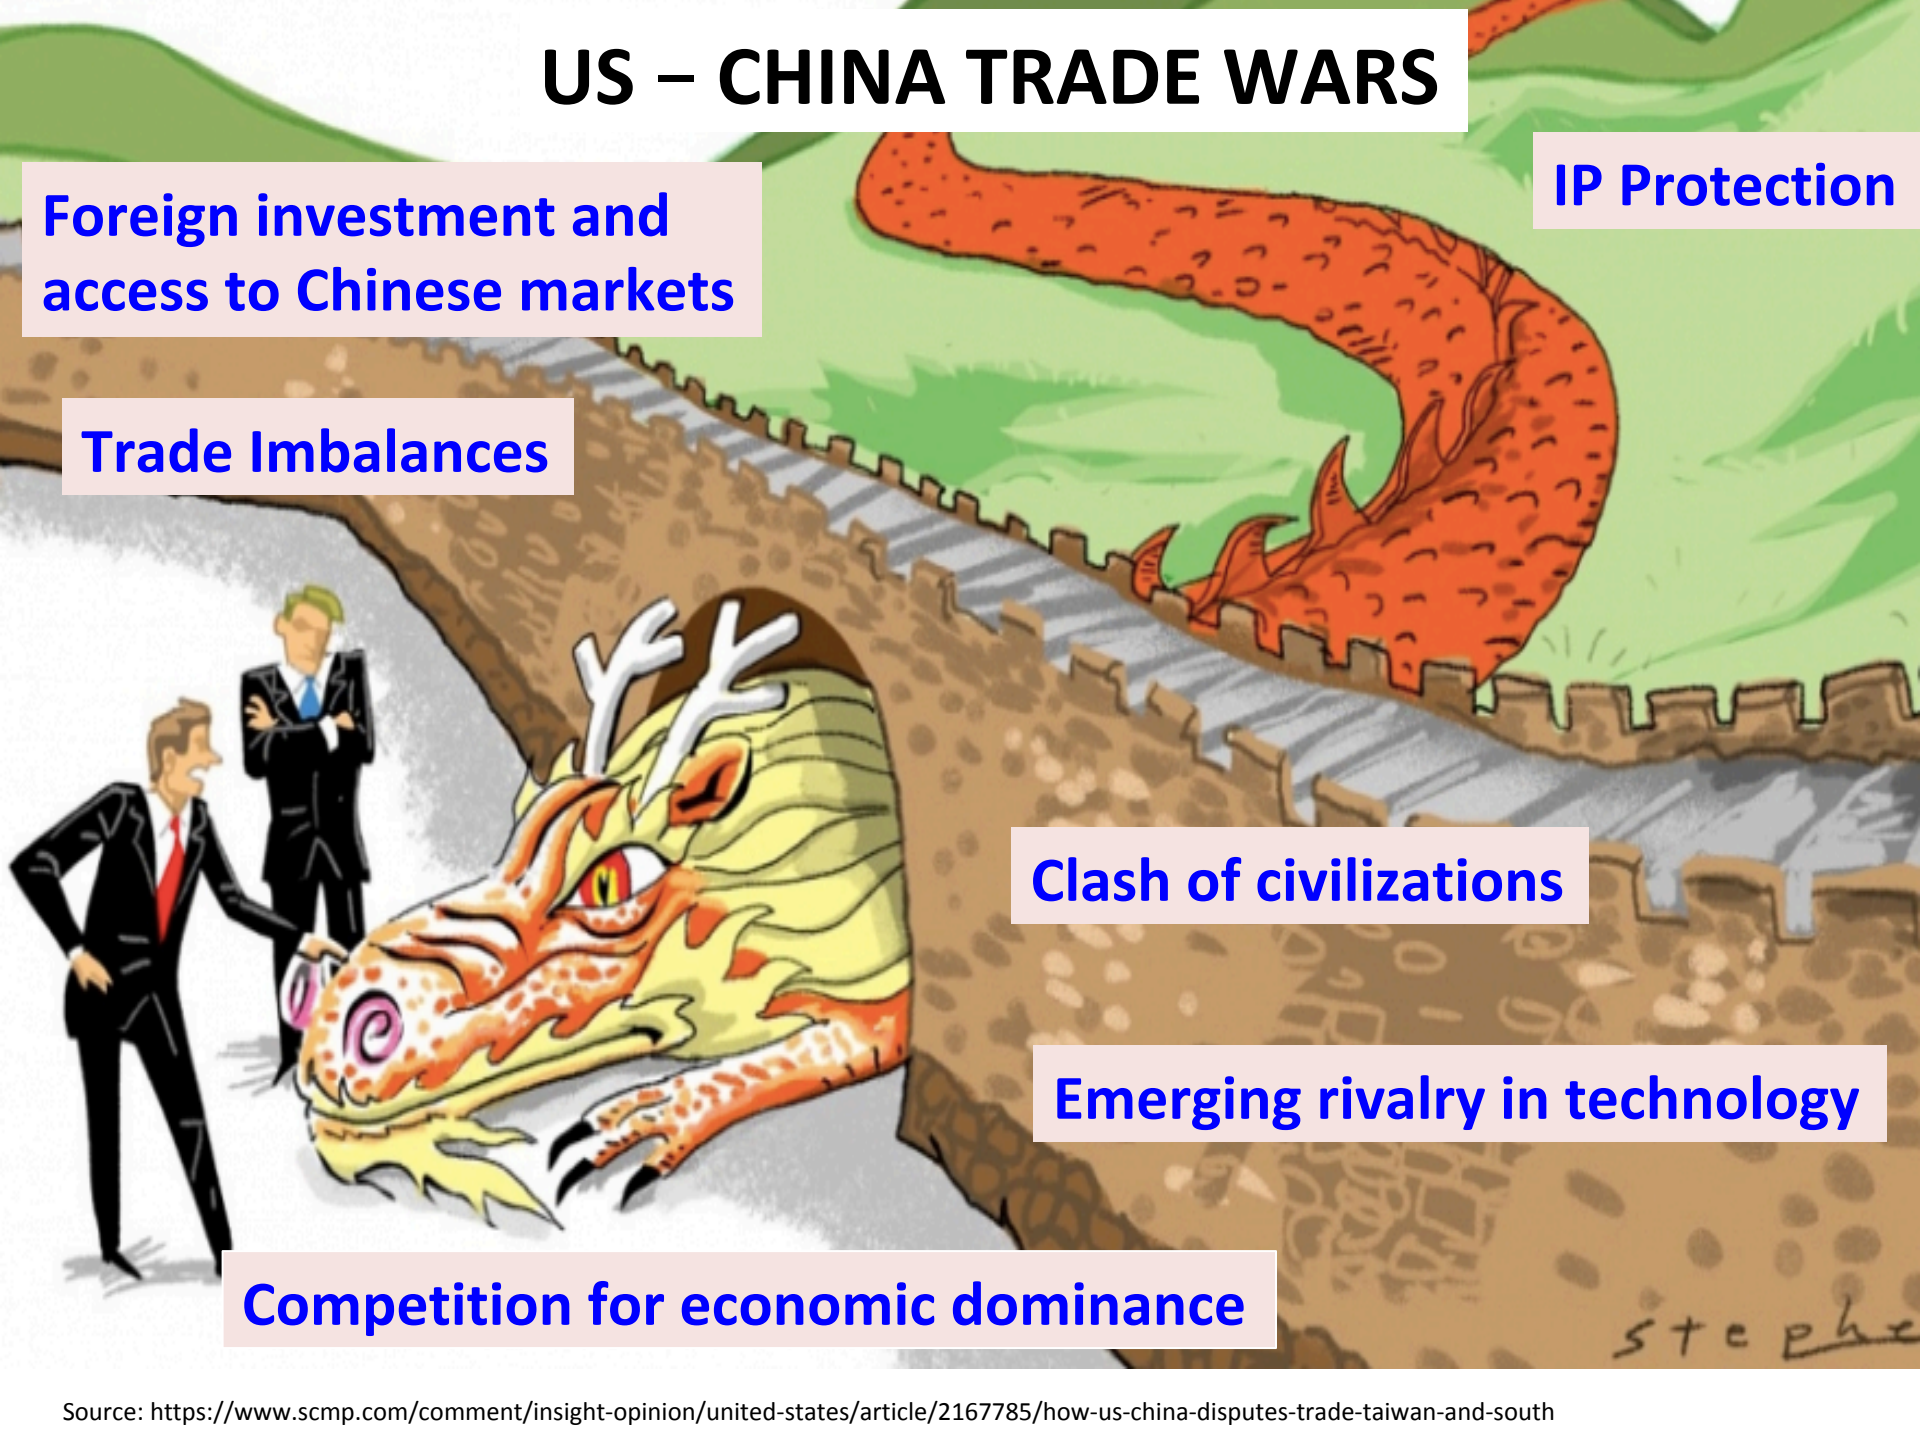 US – CHINA TRADE WARS
IP Protection
Foreign investment and
access to Chinese markets
Trade Imbalances
Clash of civilizations
Emerging rivalry in technology
Competition for economic dominance
stephe
Source: https://www.scmp.com/comment/insight-opinion/united-states/article/2167785/how-us-china-disputes-trade-taiwan-and-south